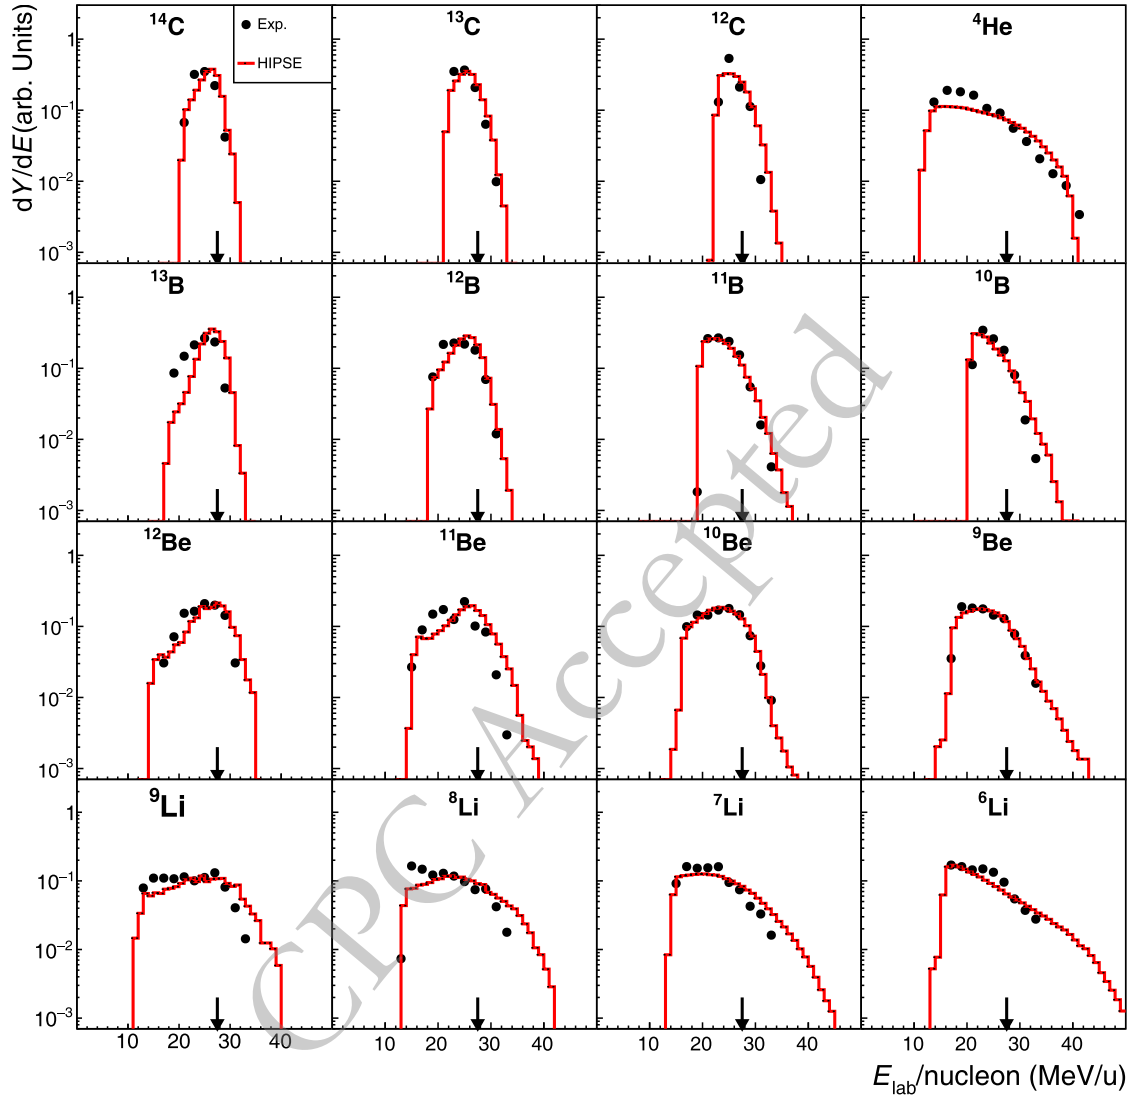 dY/dE(arb. Units)
¹⁴C
Exp.
HIPSE
¹³C
¹²C
⁴He
1
10⁻¹
10⁻²
10⁻³
¹³B
¹²B
¹¹B
¹⁰B
1
10⁻¹
10⁻²
10⁻³
¹²Be
¹¹Be
¹⁰Be
⁹Be
1
10⁻¹
10⁻²
10⁻³
⁹Li
⁸Li
⁷Li
⁶Li
1
10⁻¹
10⁻²
10⁻³
10 20 30 40 10 20 30 40 10 20 30 40 10 20 30 40
E_lab/nucleon (MeV/u)
CPC Accepted